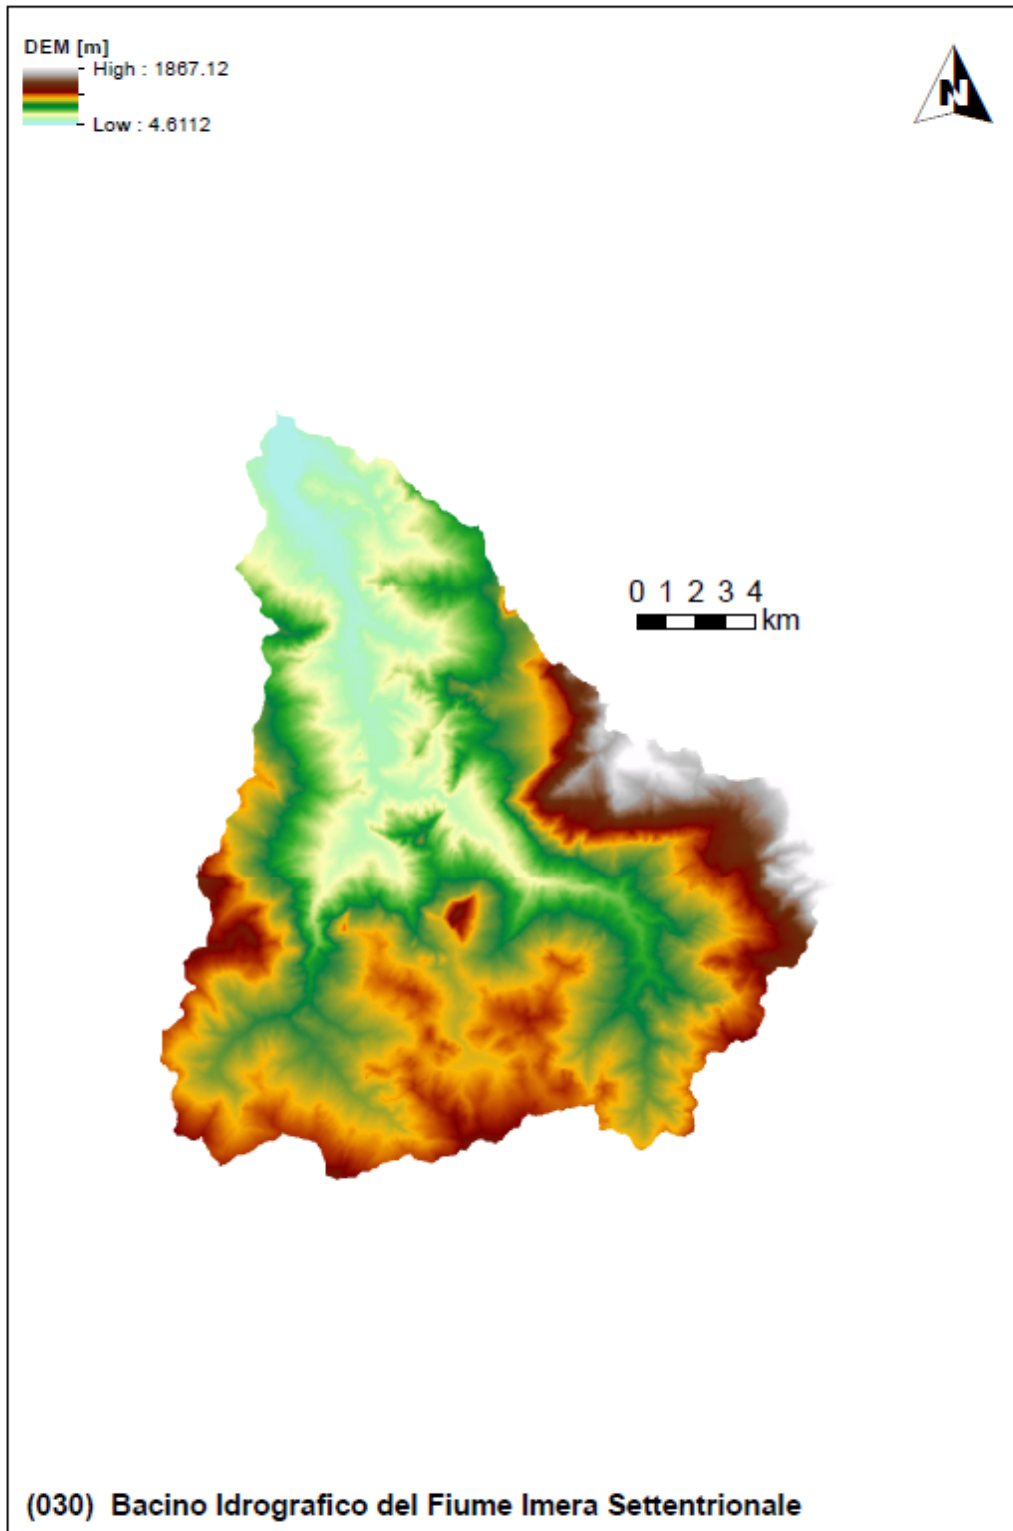 DEM [m]
High : 1867.12
Low : 4.6112
N
0 1 2 3 4
km
(030) Bacino Idrografico del Fiume Imera Settentrionale